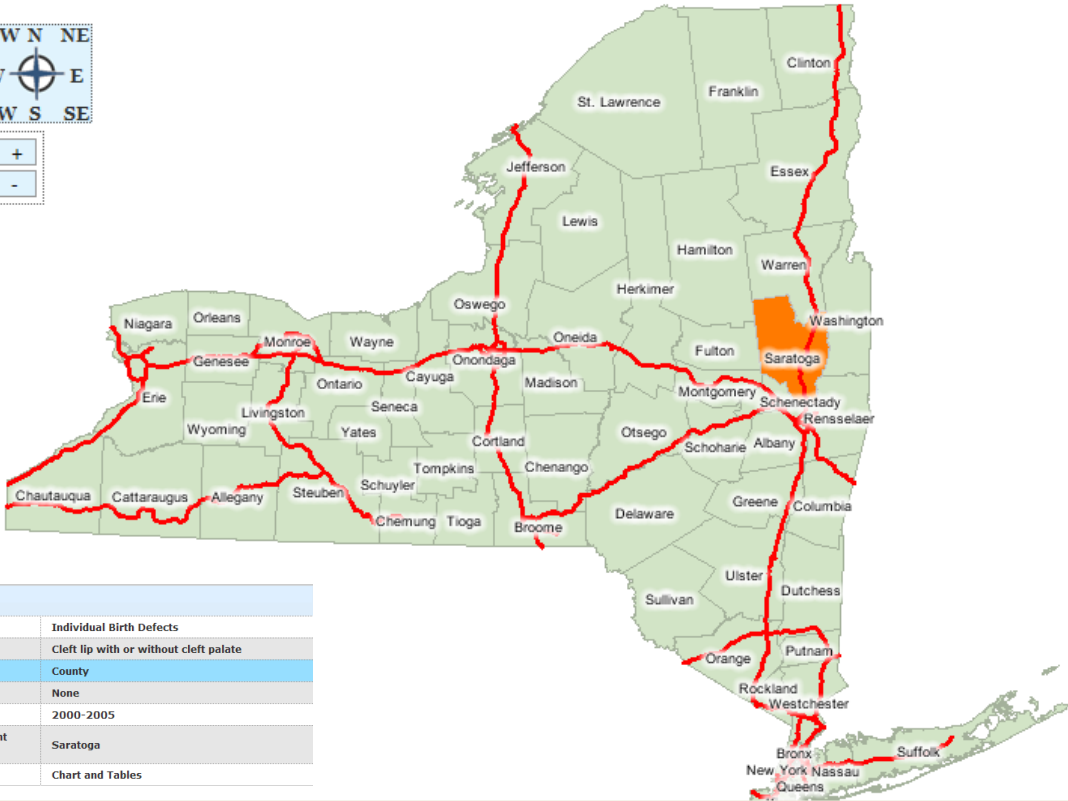 W N NE
E
W S SE
+
-
Clinton
Franklin
St. Lawrence
Jefferson
Essex
Lewis
Hamilton
Warren
Herkimer
Oswego
Niagara
Orleans
Washington
Monroe
Wayne
Oneida
Fulton
Saratoga
Genesee
Onondaga
Ontario
Cayuga
Madison
Montgomery
Erie
Seneca
Schenectady
Livingston
Rensselaer
Wyoming
Yates
Otsego
Cortland
Schoharie
Albany
Tompkins
Chenango
Schuyler
Chautauqua
Cattaraugus
Allegany
Steuben
Greene
Columbia
Delaware
Chemung
Tioga
Broome
Ulster
Dutchess
Sullivan
Putnam
Orange
Rockland
Westchester
Bronx
Suffolk
New York
Nassau
Queens
Individual Birth Defects
Cleft lip with or without cleft palate
County
None
2000-2005
nt
Saratoga
Chart and Tables